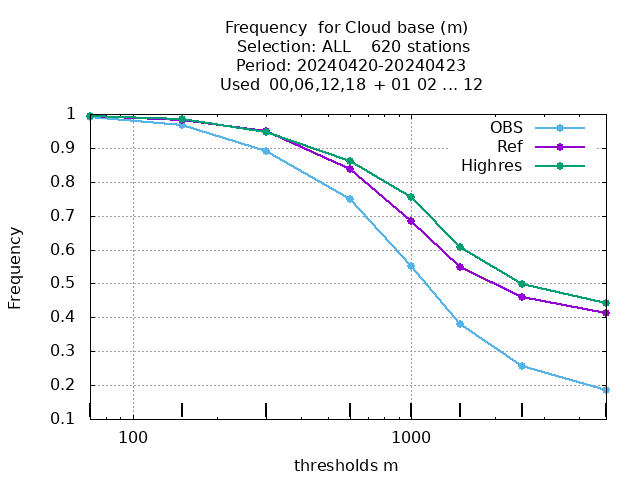 Frequency  for Cloud base (m)
Selection: ALL    620 stations
Period: 20240420-20240423
Used  00,06,12,18  + 01 02 ... 12
OBS
Ref
Highres
1
0.9
0.8
0.7
0.6
0.5
0.4
0.3
0.2
0.1
Frequency
100
1000
thresholds m